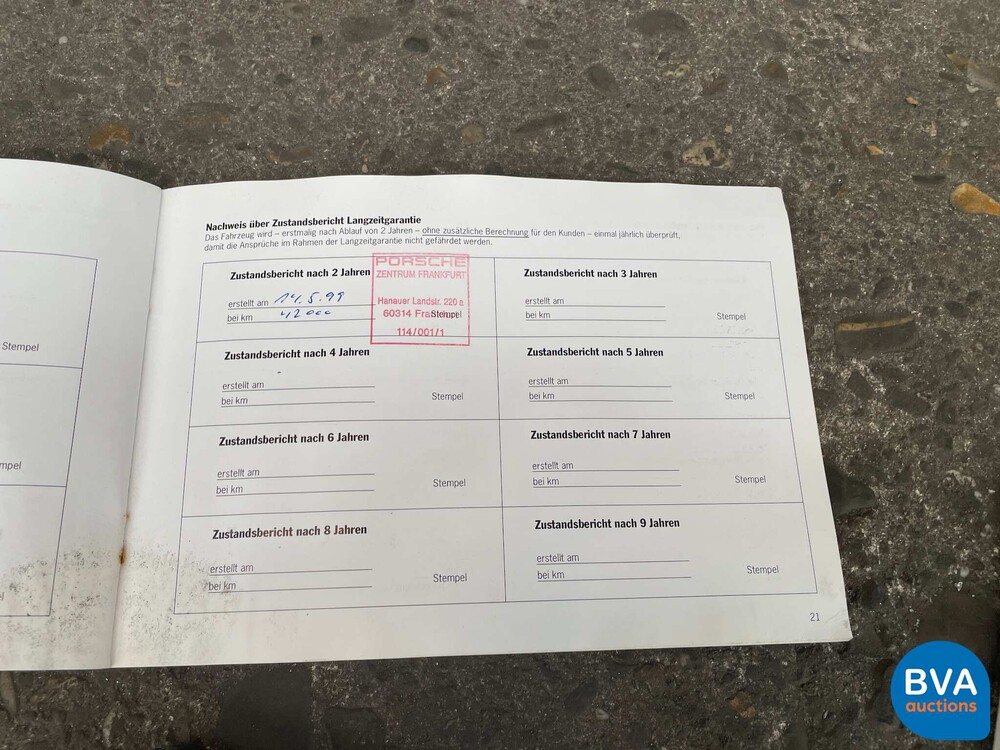 Nachweis über Zustandsbericht Langzeitgarantie
Das Fahrzeug wird – erstmalig nach Ablauf von 2 Jahren – ohne zusätzliche Berechnung für den Kunden – einmal jährlich überprüft,
damit die Ansprüche im Rahmen der Langzeitgarantie nicht gefährdet werden.
Zustandsbericht nach 2 Jahren
erstellt am 14.5.99
bei km 42000
Stempel
PORSCHE
ZENTRUM FRANKFURT
Hanauer Landstr. 220 a
60314 Frankfurt
114/001/1
Zustandsbericht nach 3 Jahren
erstellt am
bei km
Stempel
Zustandsbericht nach 4 Jahren
erstellt am
bei km
Stempel
Zustandsbericht nach 5 Jahren
erstellt am
bei km
Stempel
Zustandsbericht nach 6 Jahren
erstellt am
bei km
Stempel
Zustandsbericht nach 7 Jahren
erstellt am
bei km
Stempel
Zustandsbericht nach 8 Jahren
erstellt am
bei km
Stempel
Zustandsbericht nach 9 Jahren
erstellt am
bei km
Stempel
21
Stempel
mpel
BVA
auctions